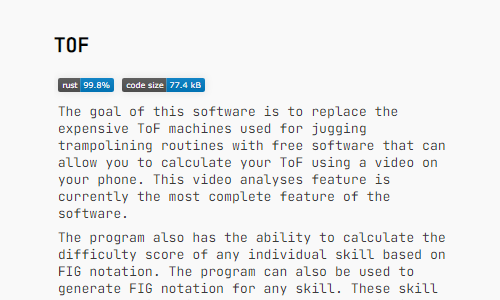 TOF
rust 99.8% code size 77.4 kB
The goal of this software is to replace the
expensive ToF machines used for jugging
trampolining routines with free software that can
allow you to calculate your ToF using a video on
your phone. This video analyses feature is
currently the most complete feature of the
software.
The program also has the ability to calculate the
difficulty score of any individual skill based on
FIG notation. The program can also be used to
generate FIG notation for any skill. These skill